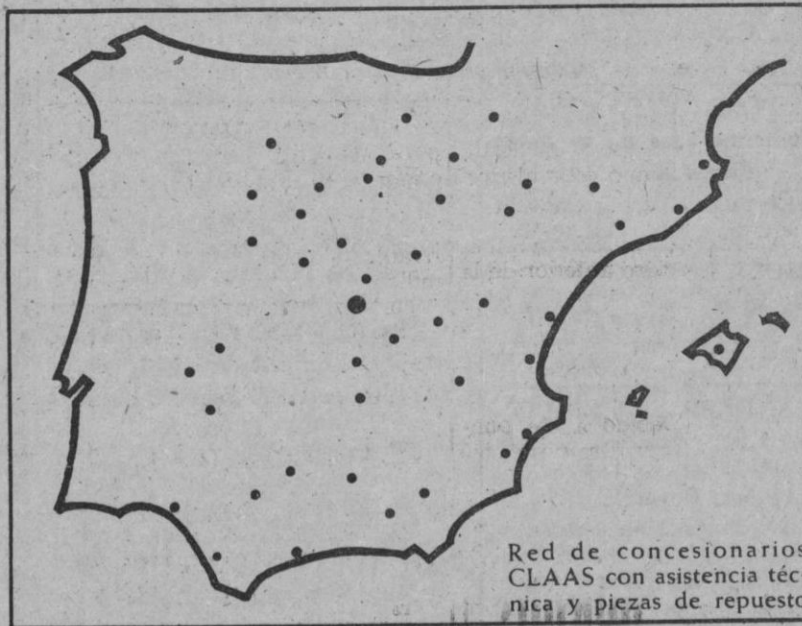 Red de concesionarios
CLAAS con asistencia téc-
nica y piezas de repuesto